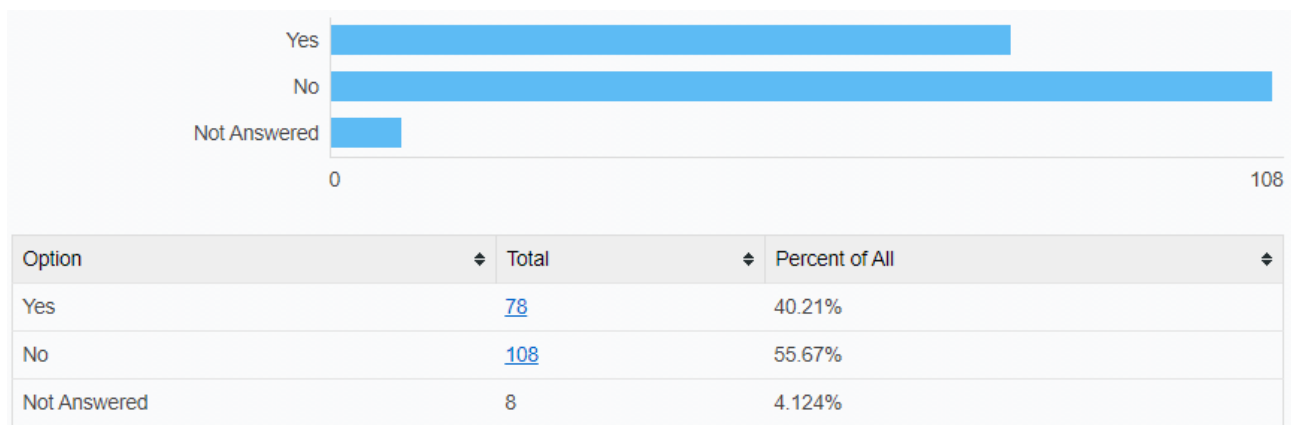 Yes
No
Not Answered
0 108
Option Total Percent of All
Yes 78 40.21%
No 108 55.67%
Not Answered 8 4.124%